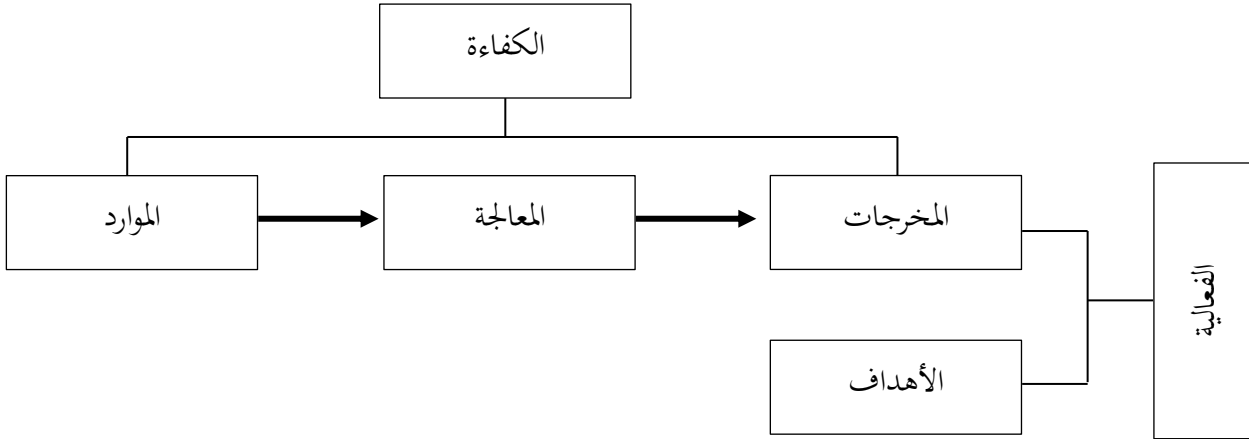 الكفاءة
الموارد
المعالجة
المخرجات
الأهداف
الفعالية